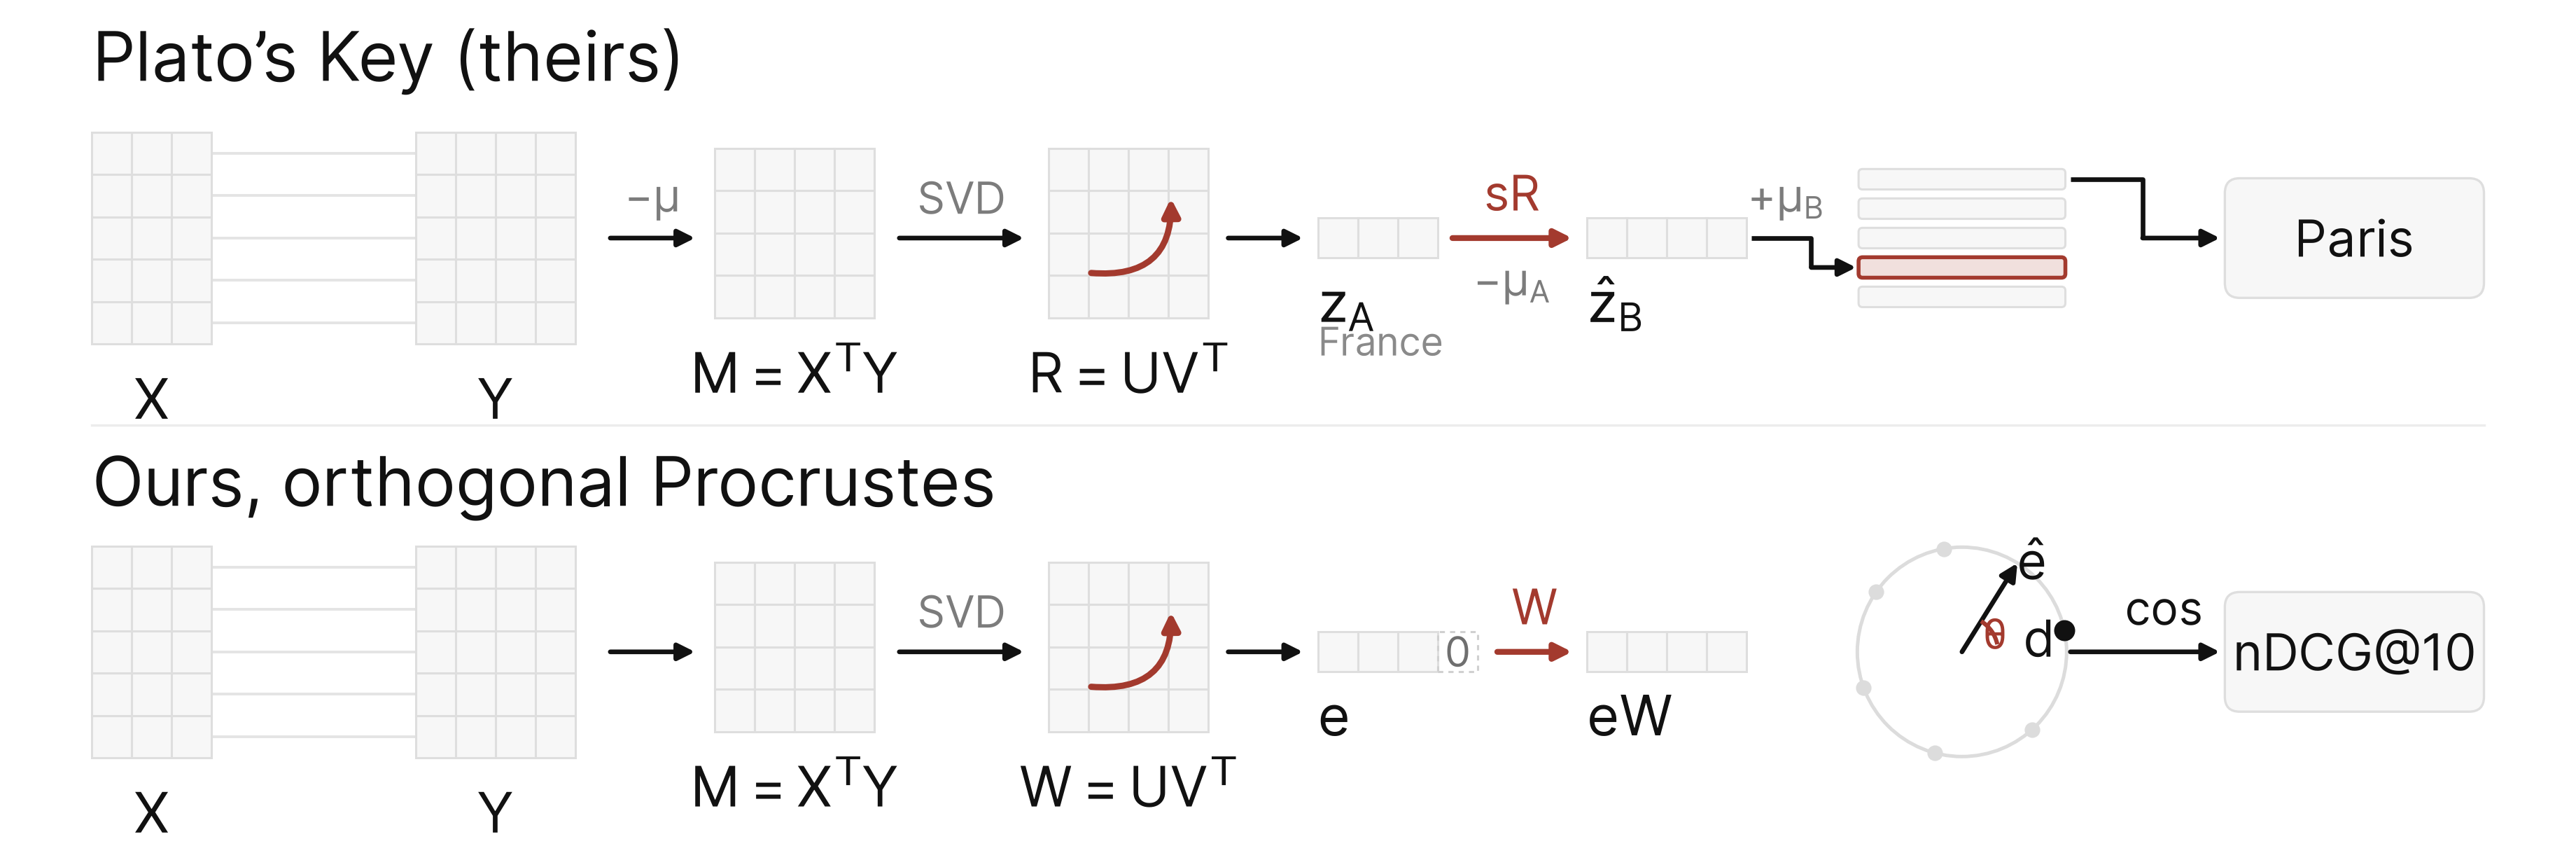 Plato’s Key (theirs)
−μ
SVD
sR
−μA
+μB
Paris
zA
France
ẑB
M = XᵀY
R = UVᵀ
X
Y
Ours, orthogonal Procrustes
SVD
0
W
ê
θ
d
cos
nDCG@10
e
eW
M = XᵀY
W = UVᵀ
X
Y